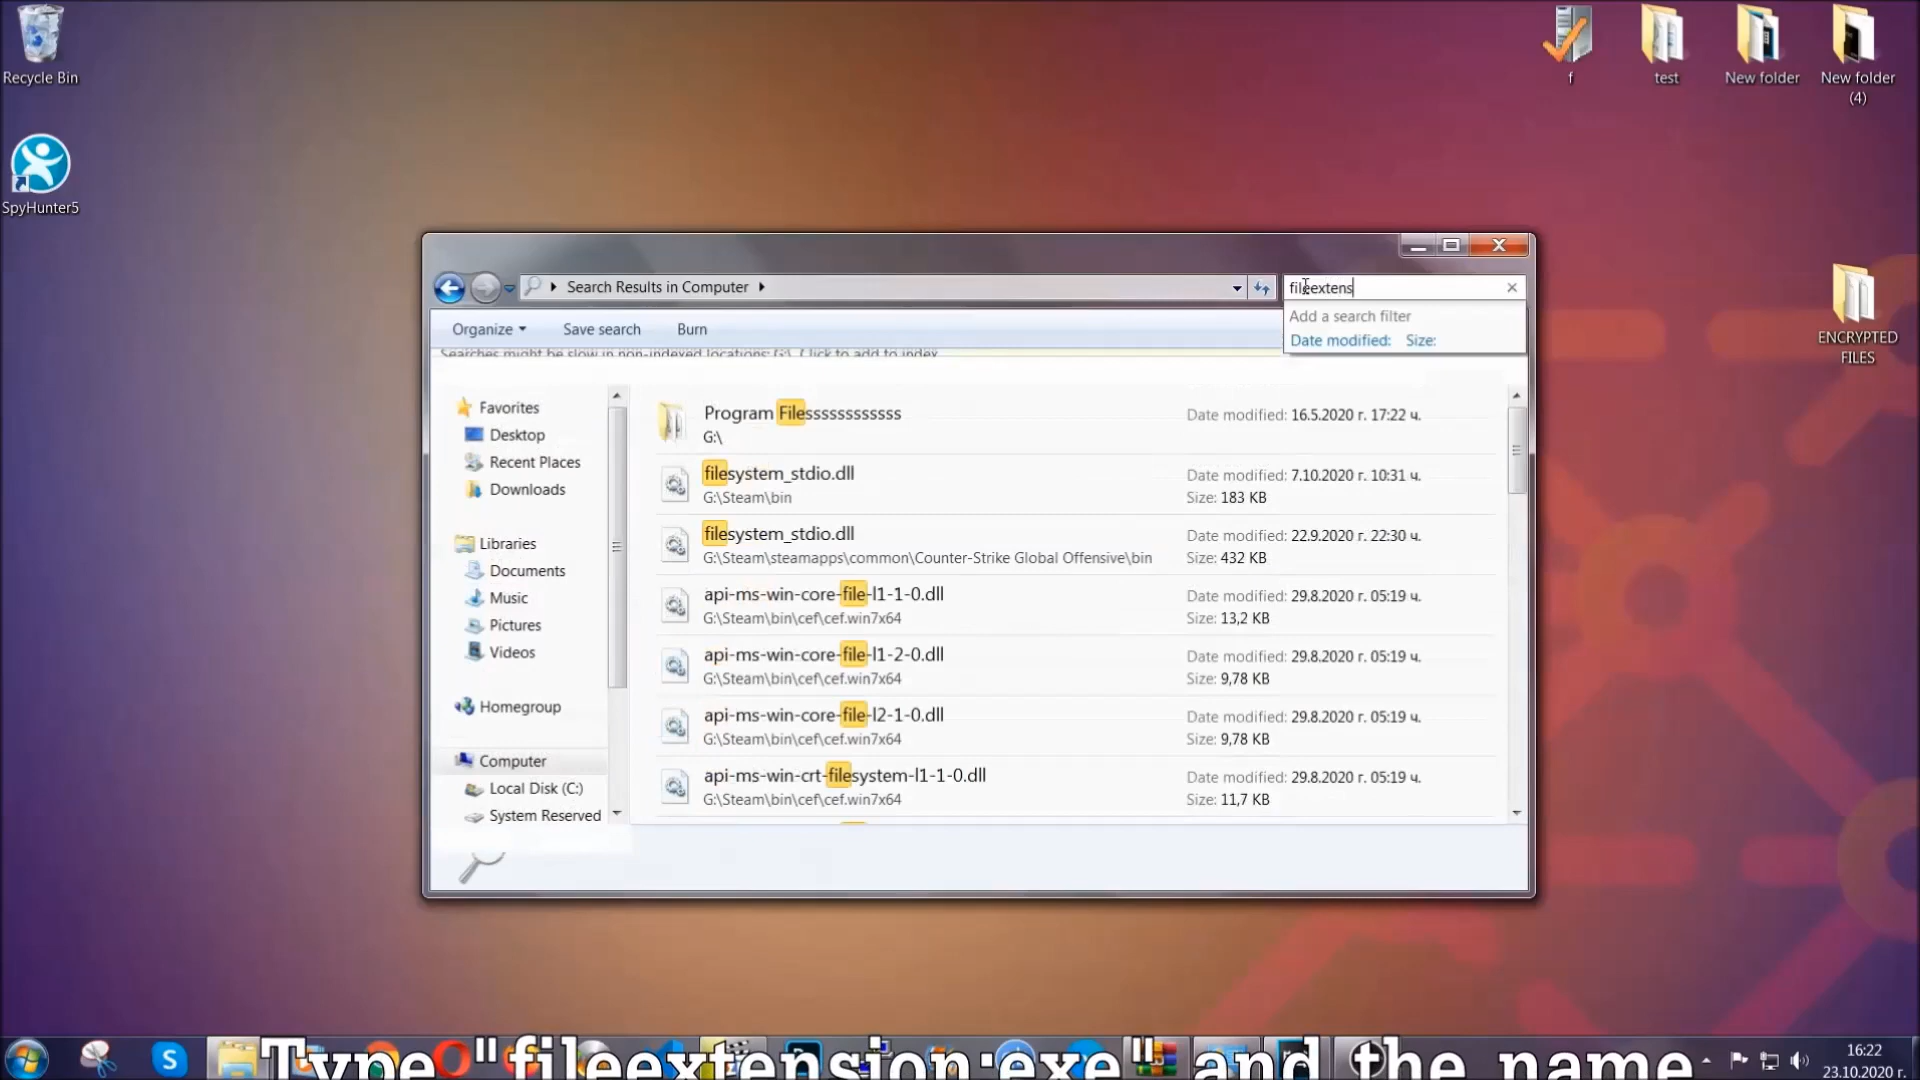 Recycle Bin
SpyHunter5
f
test
New folder
New folder
(4)
ENCRYPTED
FILES
Search Results in Computer
fileextens
Organize
Save search
Burn
Add a search filter
Date modified: Size:
Searches might be slow in non-indexed locations: G:\. Click to add to index
Favorites
Desktop
Recent Places
Downloads
Libraries
Documents
Music
Pictures
Videos
Homegroup
Computer
Local Disk (C:)
System Reserved
Program Filessssssssssss
G:\
Date modified: 16.5.2020 г. 17:22 ч.
filesystem_stdio.dll
G:\Steam\bin
Date modified: 7.10.2020 г. 10:31 ч.
Size: 183 KB
filesystem_stdio.dll
G:\Steam\steamapps\common\Counter-Strike Global Offensive\bin
Date modified: 22.9.2020 г. 22:30 ч.
Size: 432 KB
api-ms-win-core-file-l1-1-0.dll
G:\Steam\bin\cef\cef.win7x64
Date modified: 29.8.2020 г. 05:19 ч.
Size: 13,2 KB
api-ms-win-core-file-l1-2-0.dll
G:\Steam\bin\cef\cef.win7x64
Date modified: 29.8.2020 г. 05:19 ч.
Size: 9,78 KB
api-ms-win-core-file-l2-1-0.dll
G:\Steam\bin\cef\cef.win7x64
Date modified: 29.8.2020 г. 05:19 ч.
Size: 9,78 KB
api-ms-win-crt-filesystem-l1-1-0.dll
G:\Steam\bin\cef\cef.win7x64
Date modified: 29.8.2020 г. 05:19 ч.
Size: 11,7 KB
Type "fileextension:exe" and the name
16:22
23.10.2020 г.